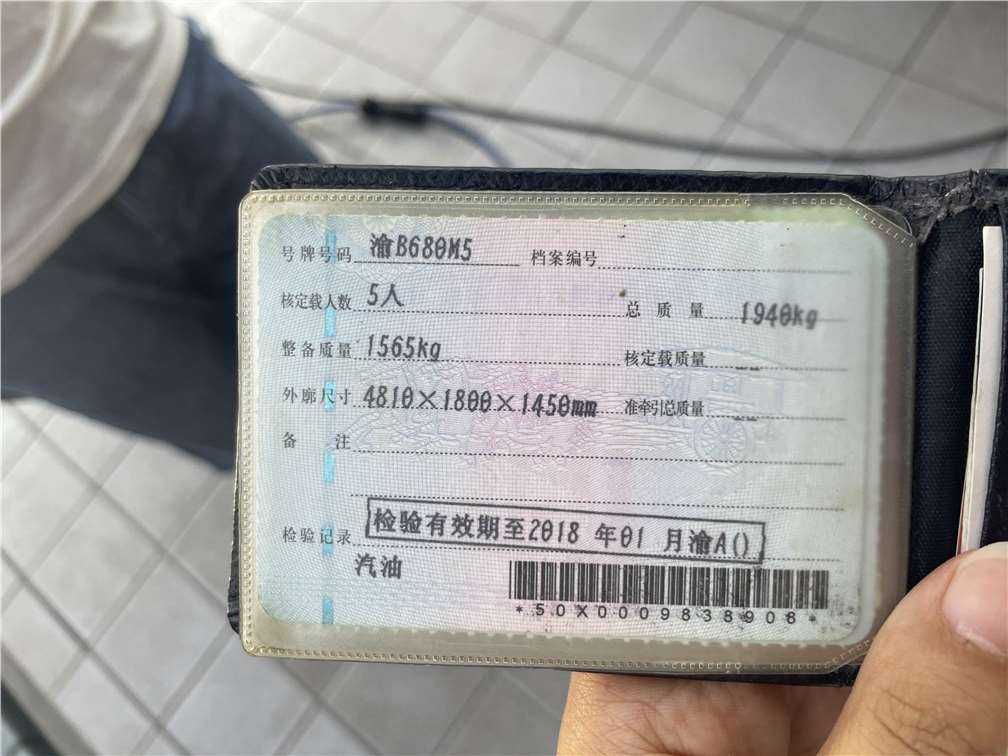 号牌号码 渝B680M5 档案编号
核定载人数 5人 总质量 1940kg
整备质量 1565kg 核定载质量 --
外廓尺寸 4810×1800×1450mm 准牵引总质量 --
备注
检验记录 检验有效期至2018年01月渝A()
汽油
*50X0009838908*